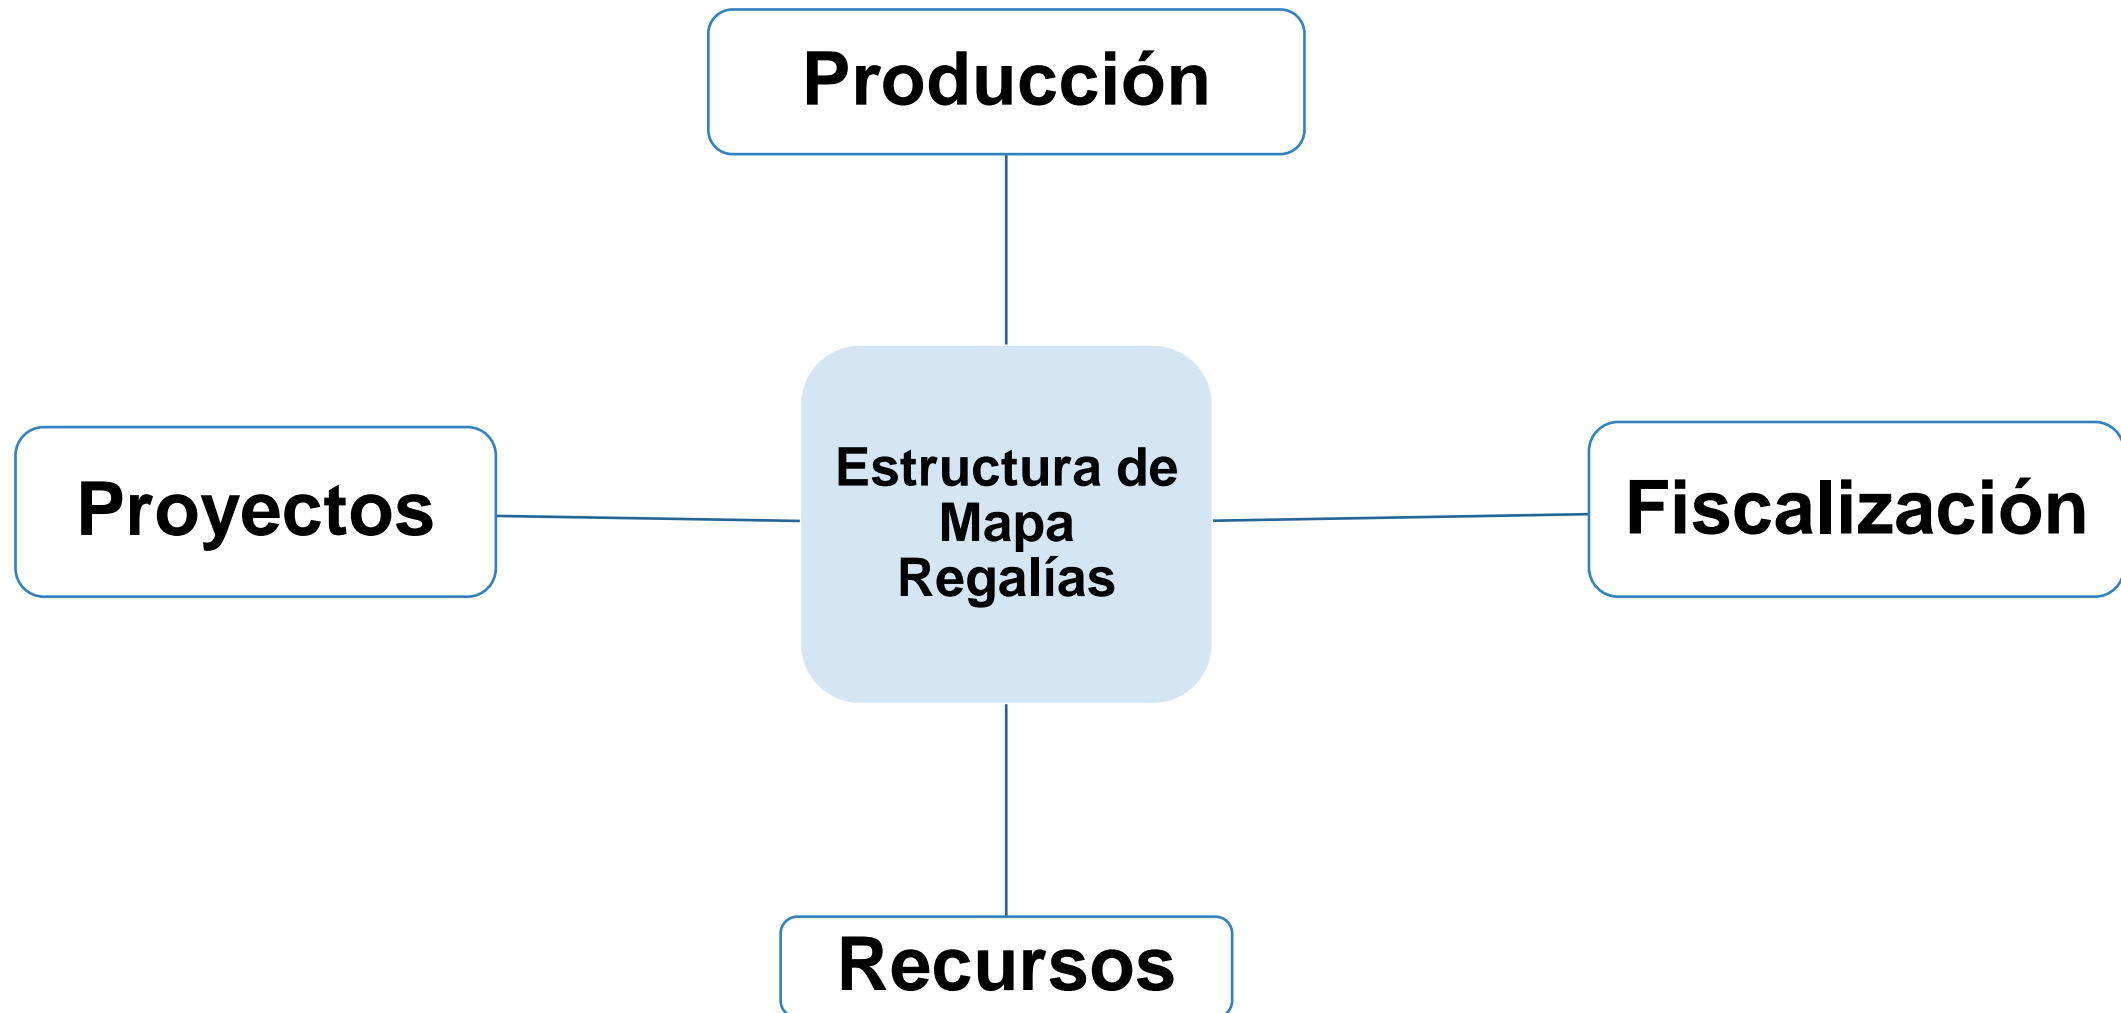 Producción
Proyectos
Estructura de
Mapa
Regalías
Fiscalización
Recursos